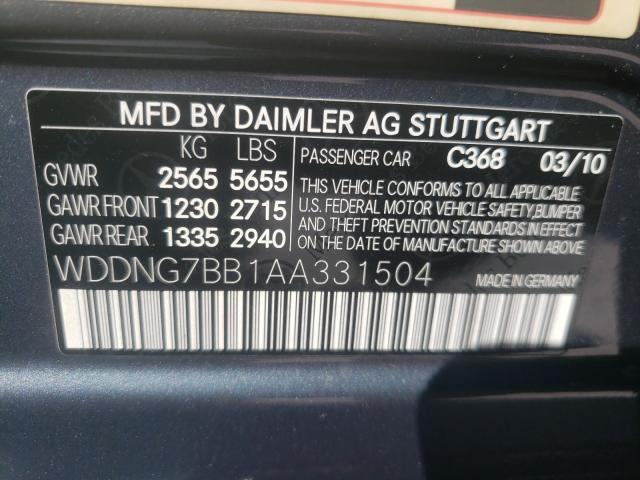 MFD BY DAIMLER AG STUTTGART
KG LBS
GVWR 2565 5655
GAWR FRONT 1230 2715
GAWR REAR 1335 2940
PASSENGER CAR C368 03/10
THIS VEHICLE CONFORMS TO ALL APPLICABLE
U.S. FEDERAL MOTOR VEHICLE SAFETY,BUMPER
AND THEFT PREVENTION STANDARDS IN EFFECT
ON THE DATE OF MANUFACTURE SHOWN ABOVE.
WDDNG7BB1AA331504
MADE IN GERMANY